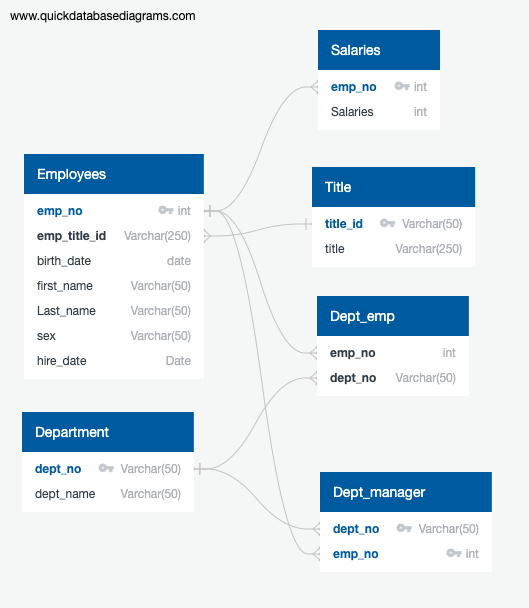 www.quickdatabasediagrams.com
Salaries
emp_no int
Salaries int
Employees
emp_no int
emp_title_id Varchar(250)
birth_date date
first_name Varchar(50)
Last_name Varchar(50)
sex Varchar(50)
hire_date Date
Title
title_id Varchar(50)
title Varchar(250)
Dept_emp
emp_no int
dept_no Varchar(50)
Department
dept_no Varchar(50)
dept_name Varchar(50)
Dept_manager
dept_no Varchar(50)
emp_no int